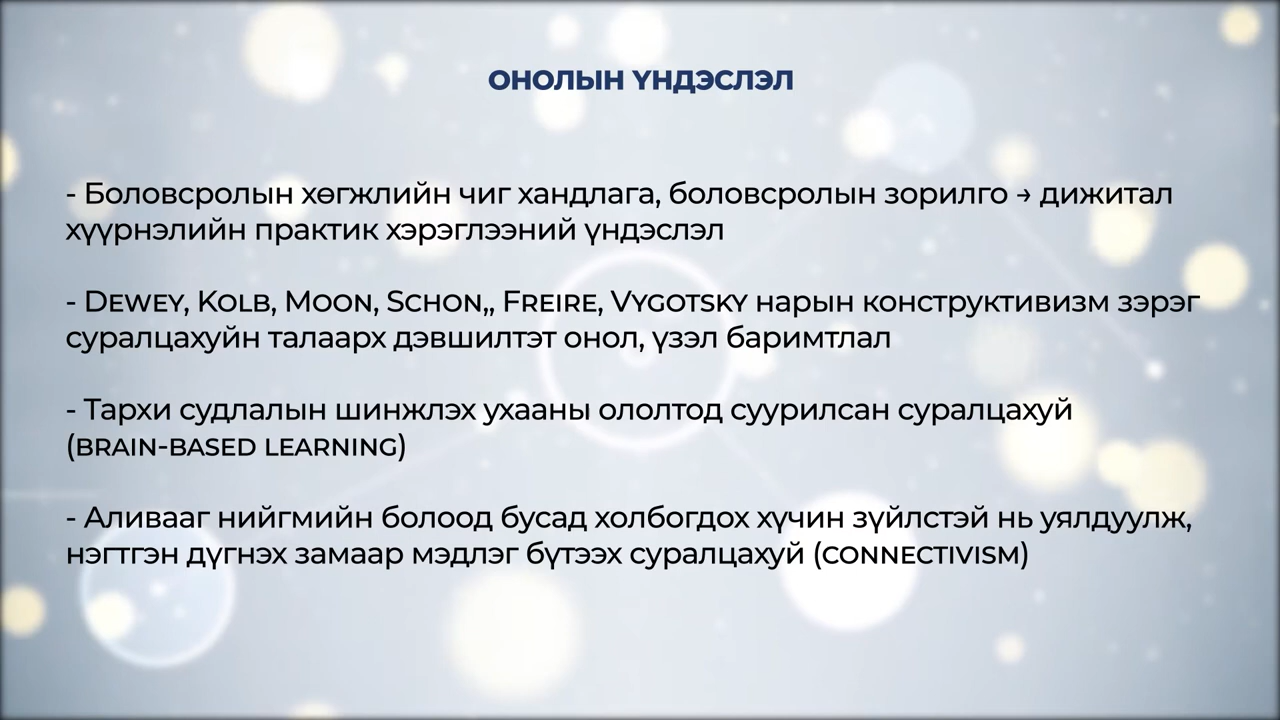 ОНОЛЫН ҮНДЭСЛЭЛ
- Боловсролын хөгжлийн чиг хандлага, боловсролын зорилго → дижитал
хүүрнэлийн практик хэрэглээний үндэслэл
- Dewey, Kolb, Moon, Schon,, Freire, Vygotsky нарын конструктивизм зэрэг
суралцахуйн талаарх дэвшилтэт онол, үзэл баримтлал
- Тархи судлалын шинжлэх ухааны ололтод суурилсан суралцахуй
(brain-based learning)
- Аливааг нийгмийн болоод бусад холбогдох хүчин зүйлстэй нь уялдуулж,
нэгтгэн дүгнэх замаар мэдлэг бүтээх суралцахуй (connectivism)